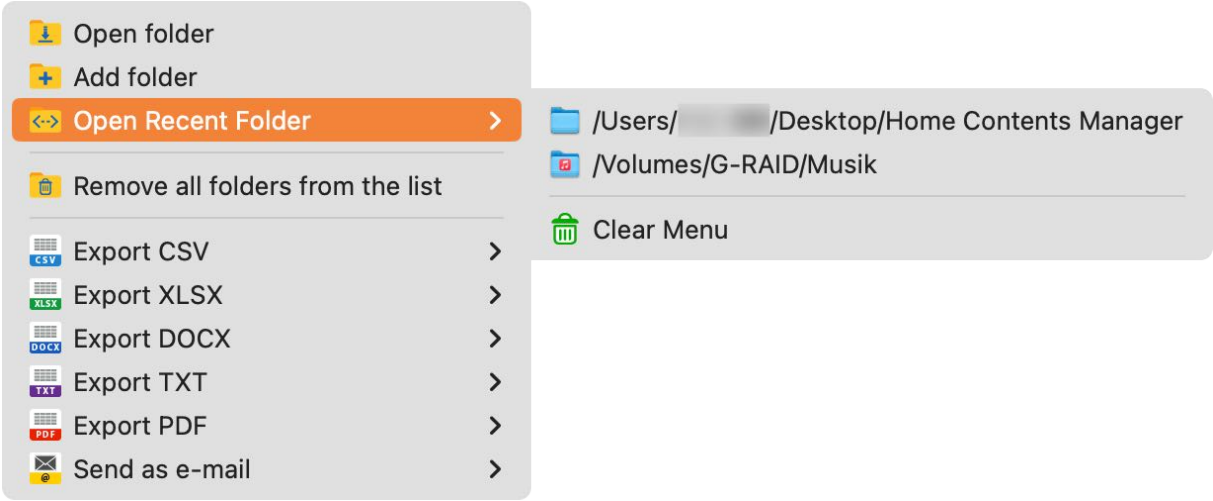 Open folder
Add folder
Open Recent Folder
/Users/ /Desktop/Home Contents Manager
/Volumes/G-RAID/Musik
Clear Menu
Remove all folders from the list
CSV Export CSV
XLSX Export XLSX
DOCX Export DOCX
TXT Export TXT
PDF Export PDF
@ Send as e-mail